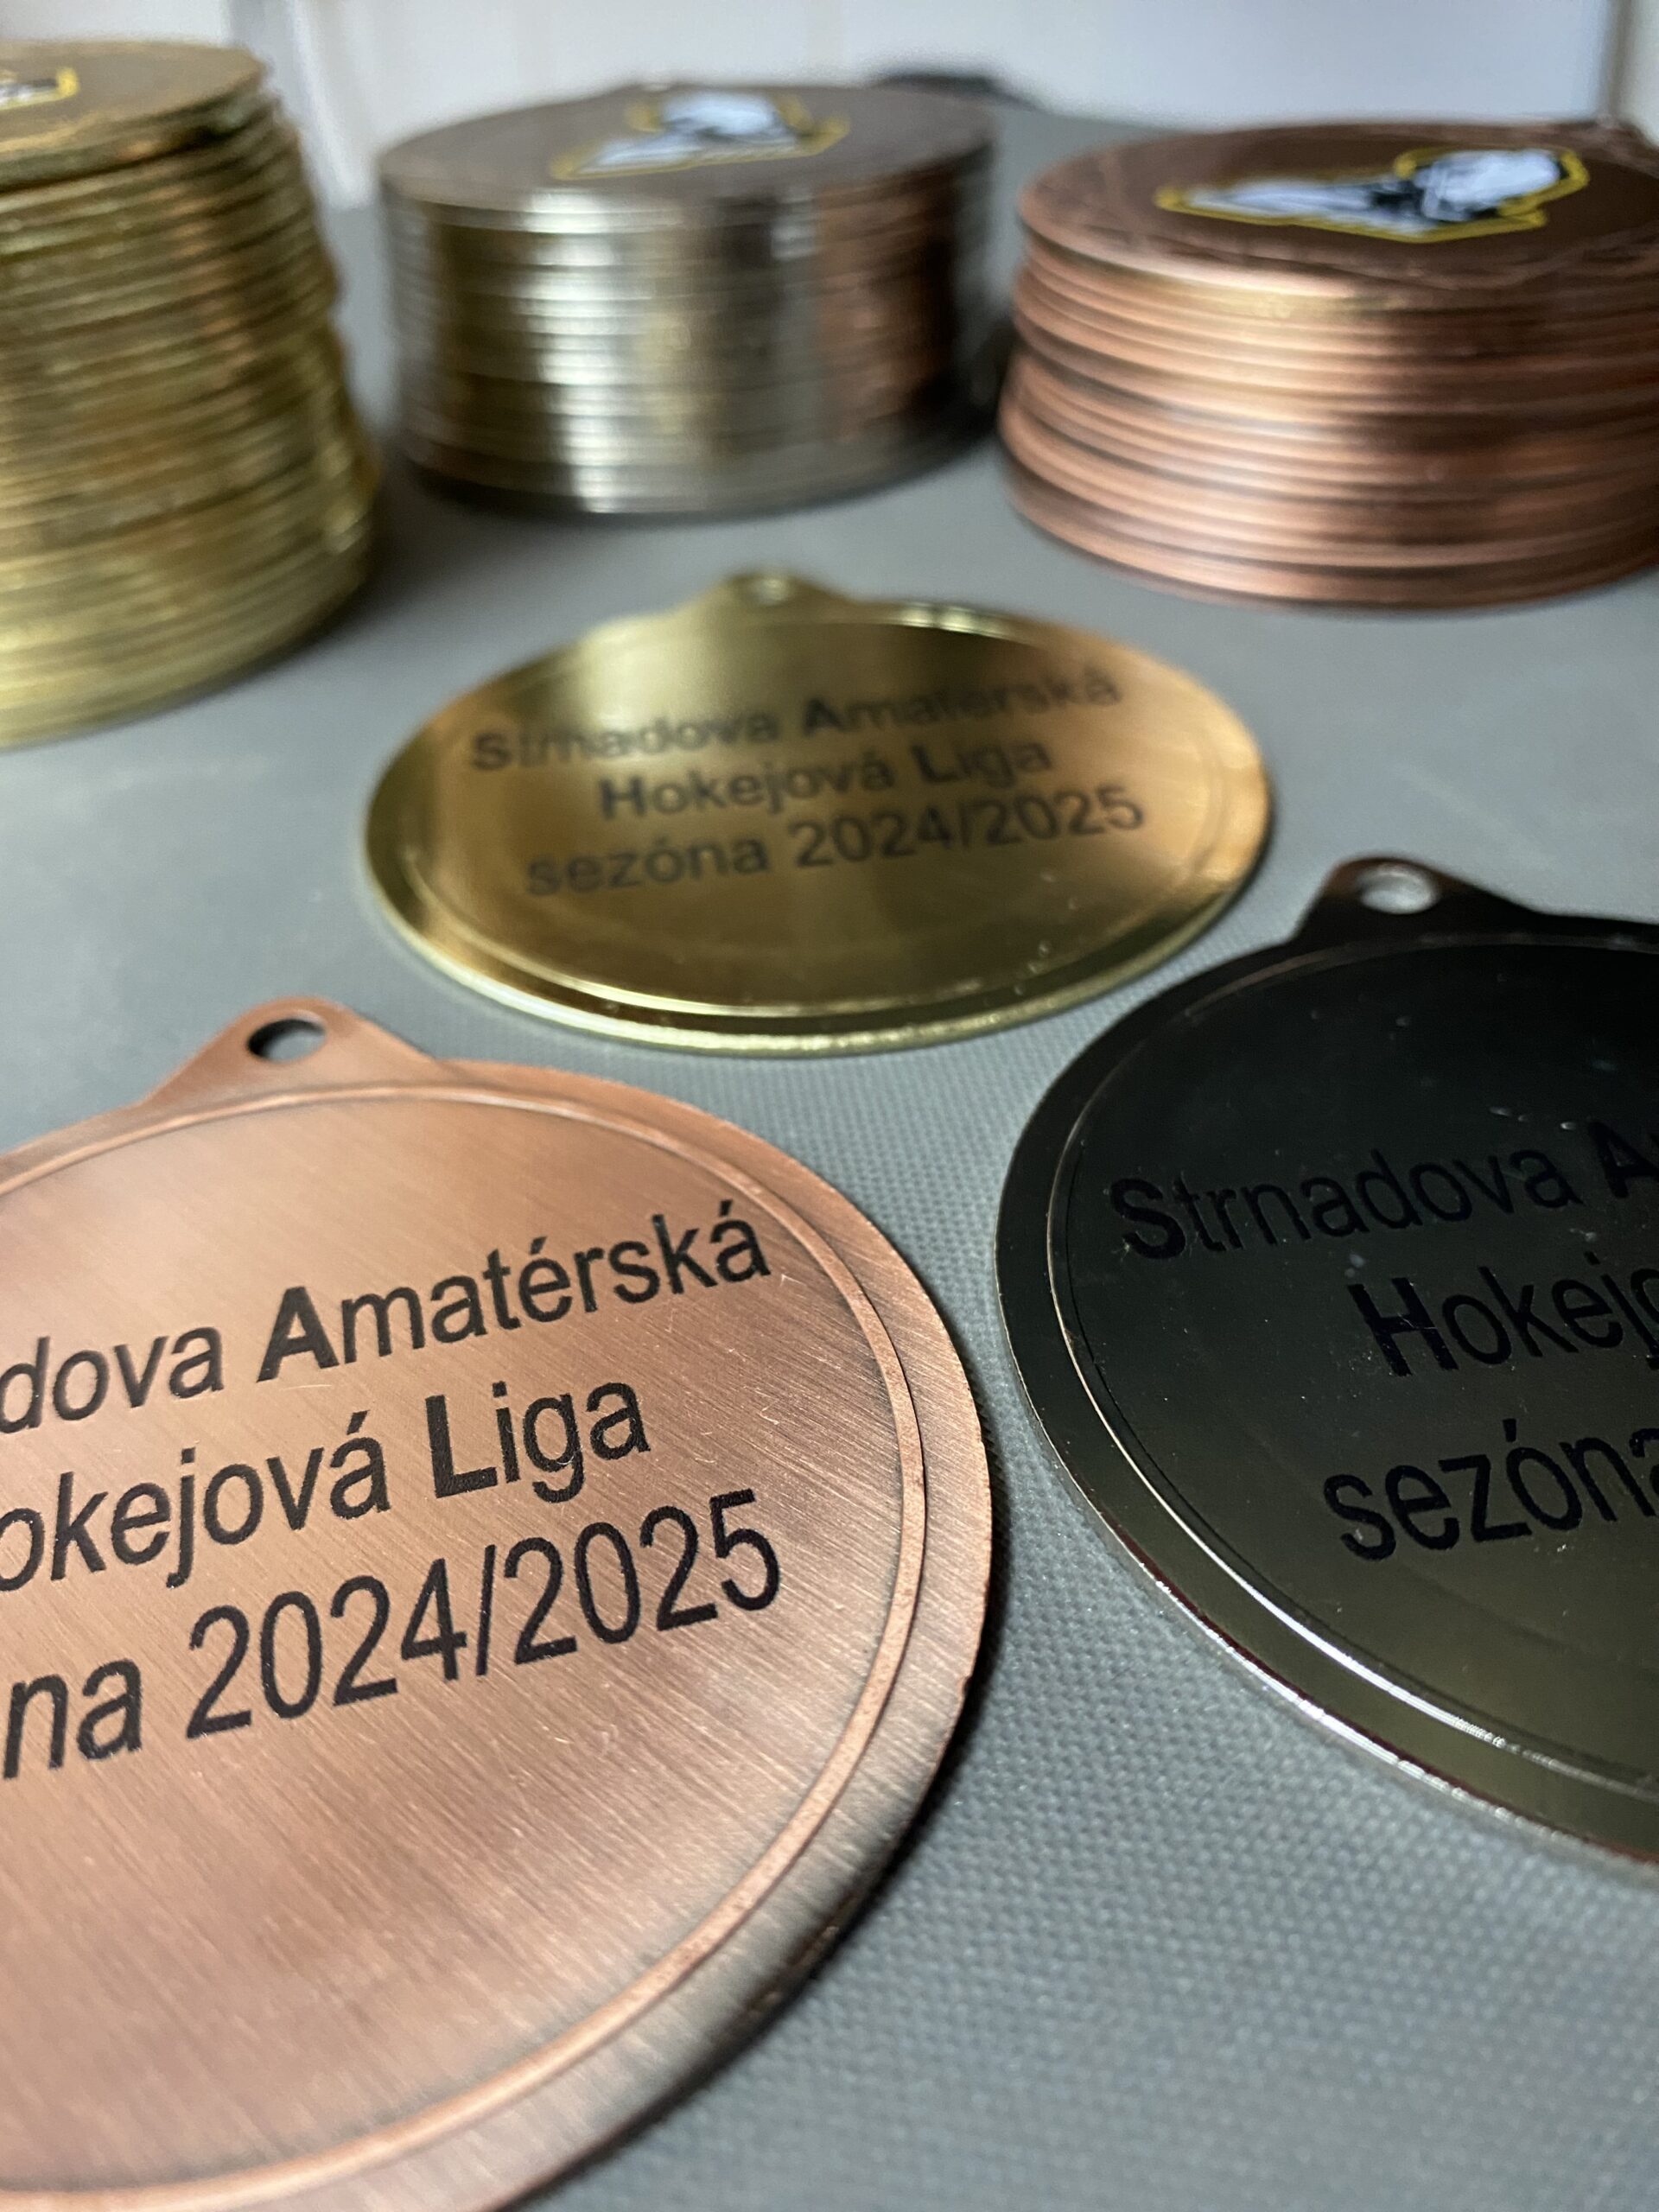 Strnadova Amatérská
Hokejová Liga
sezóna 2024/2025
dova Amatérská
okejová Liga
na 2024/2025
Strnadova A
Hokej
sezóna